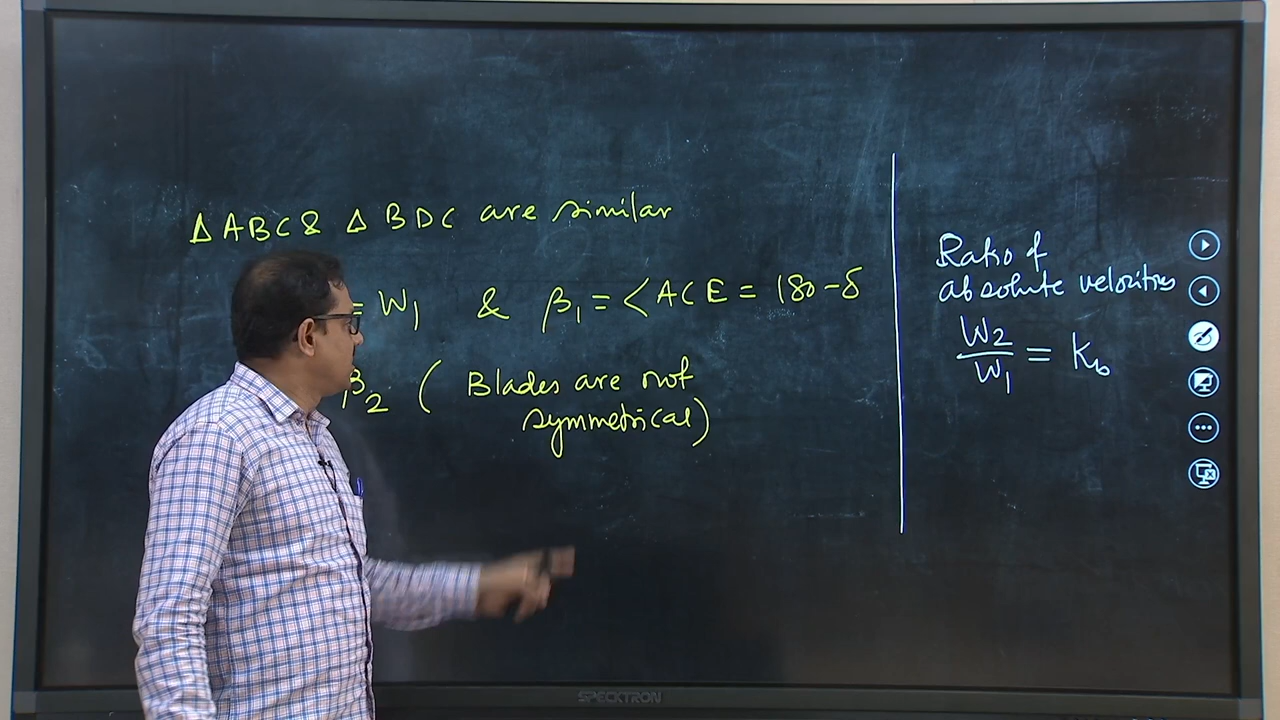 Δ ABC & Δ BDC are similar
= W1 & β1 = <ACE = 180-δ
β2 ( Blades are not
symmetrical)
Ratio of
absolute velocities
W2/W1 = Kb
SPECKTRON